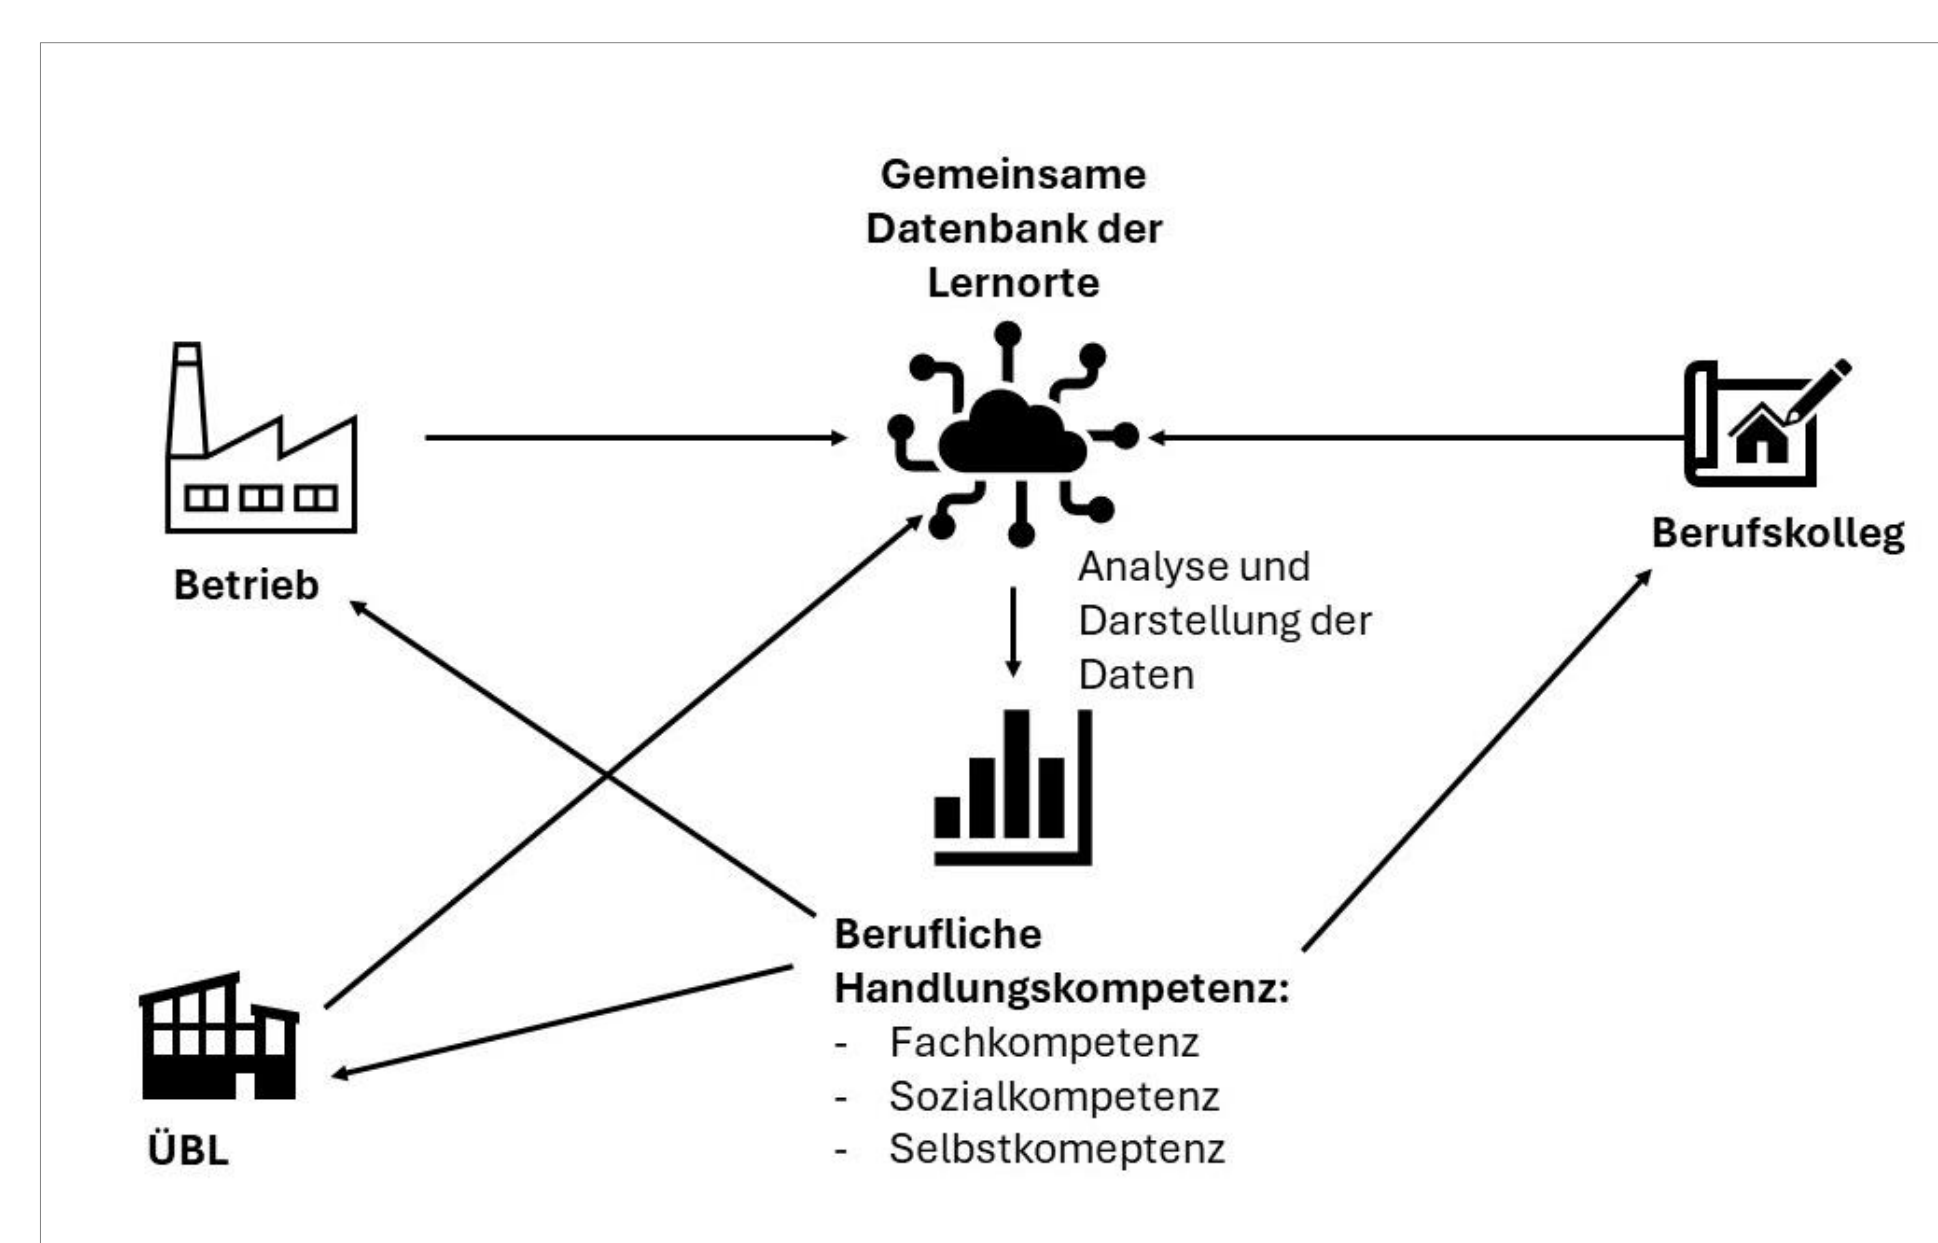 Gemeinsame
Datenbank der
Lernorte
Betrieb
Berufskolleg
Analyse und
Darstellung der
Daten
Berufliche
Handlungskompetenz:
- Fachkompetenz
- Sozialkompetenz
- Selbstkomeptenz
ÜBL